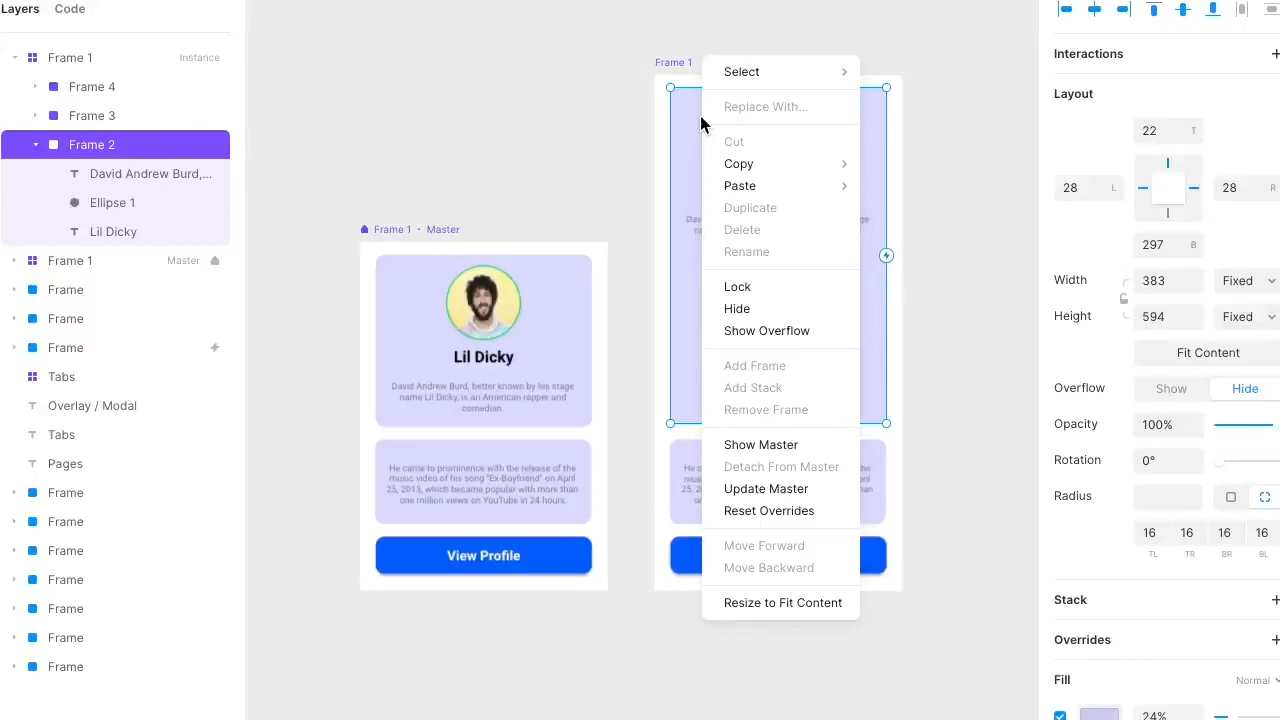 Layers
Code
Frame 1
Instance
Frame 4
Frame 3
Frame 2
David Andrew Burd,...
Ellipse 1
Lil Dicky
Frame 1
Master
Frame
Frame
Frame
Tabs
Overlay / Modal
Tabs
Pages
Frame
Frame
Frame
Frame
Frame
Frame
Frame
Frame 1 · Master
Lil Dicky
David Andrew Burd, better known by his stage
name Lil Dicky, is an American rapper and
comedian.
He came to prominence with the release of the
music video of his song "Ex-Boyfriend" on April
25, 2013, which became popular with more than
one million views on YouTube in 24 hours.
View Profile
Frame 1
Select
Replace With...
Cut
Copy
Paste
Duplicate
Delete
Rename
Lock
Hide
Show Overflow
Add Frame
Add Stack
Remove Frame
Show Master
Detach From Master
Update Master
Reset Overrides
Move Forward
Move Backward
Resize to Fit Content
Interactions
Layout
22 T
28 L
28 R
297 B
Width 383 Fixed
Height 594 Fixed
Fit Content
Overflow Show Hide
Opacity 100%
Rotation 0°
Radius
16 16 16 16
TL TR BR BL
Stack
Overrides
Fill Normal
24%